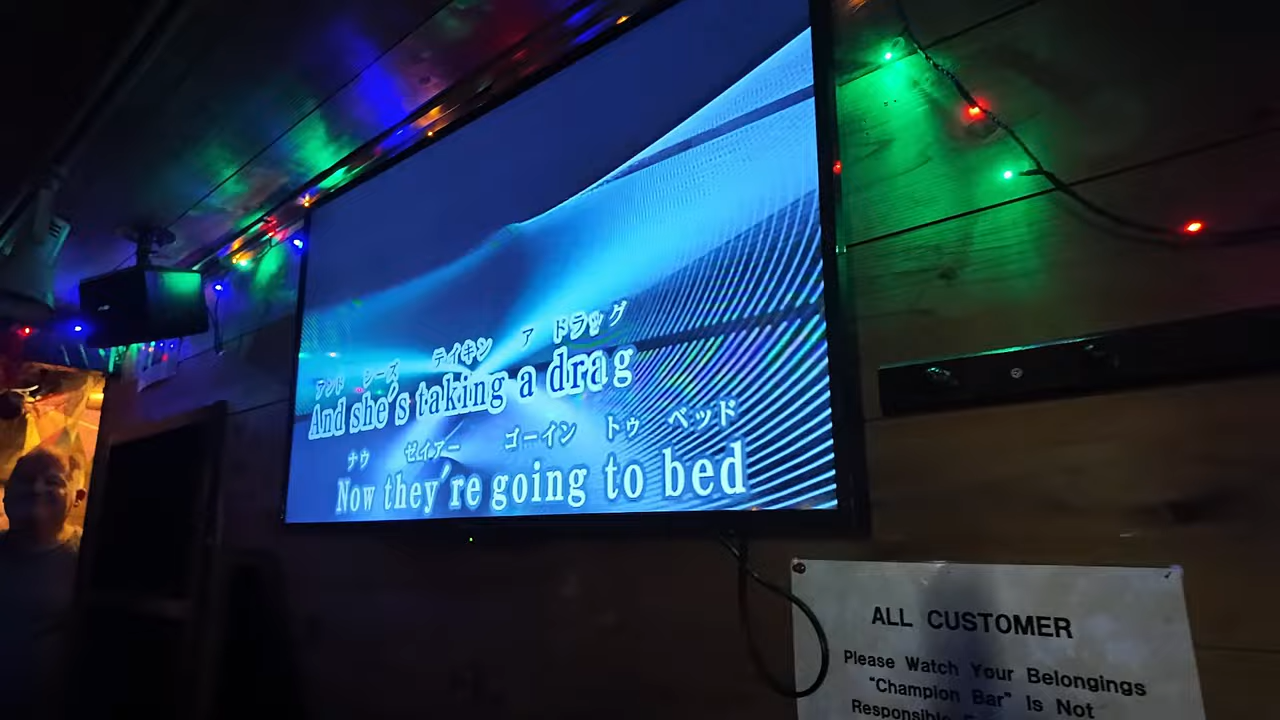 アンド シーズ テイキン ア ドラッグ
And she's taking a drag
ナウ ゼイアー ゴーイン トゥ ベッド
Now they're going to bed
ALL CUSTOMER
Please Watch Your Belongings
"Champion Bar" Is Not
Responsible